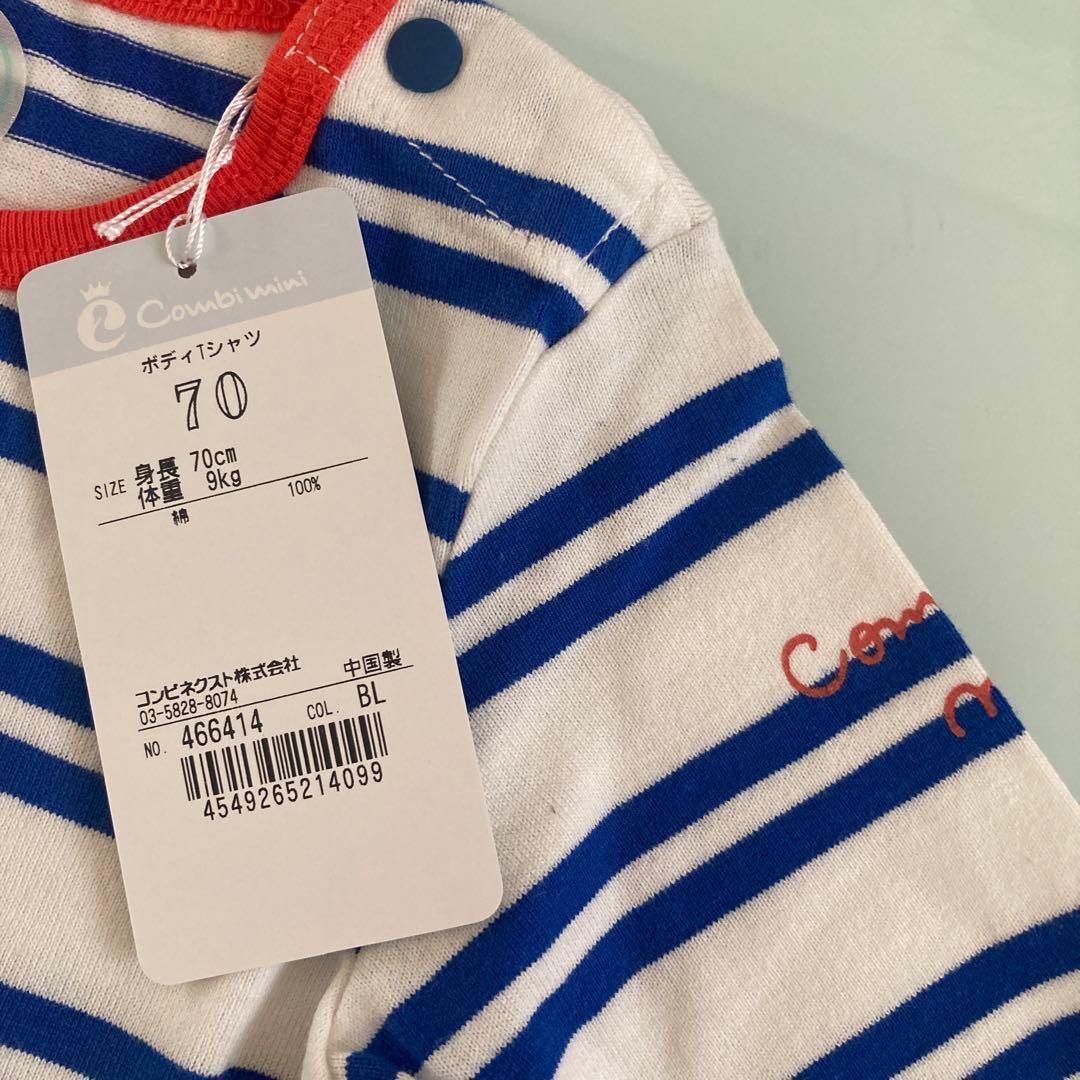 Combi mini
ボディTシャツ
70
SIZE 身長 70cm
体重 9kg
綿 100%
コンビネクスト株式会社 中国製
03-5828-8074
NO. 466414 COL. BL
4549265214099
Com